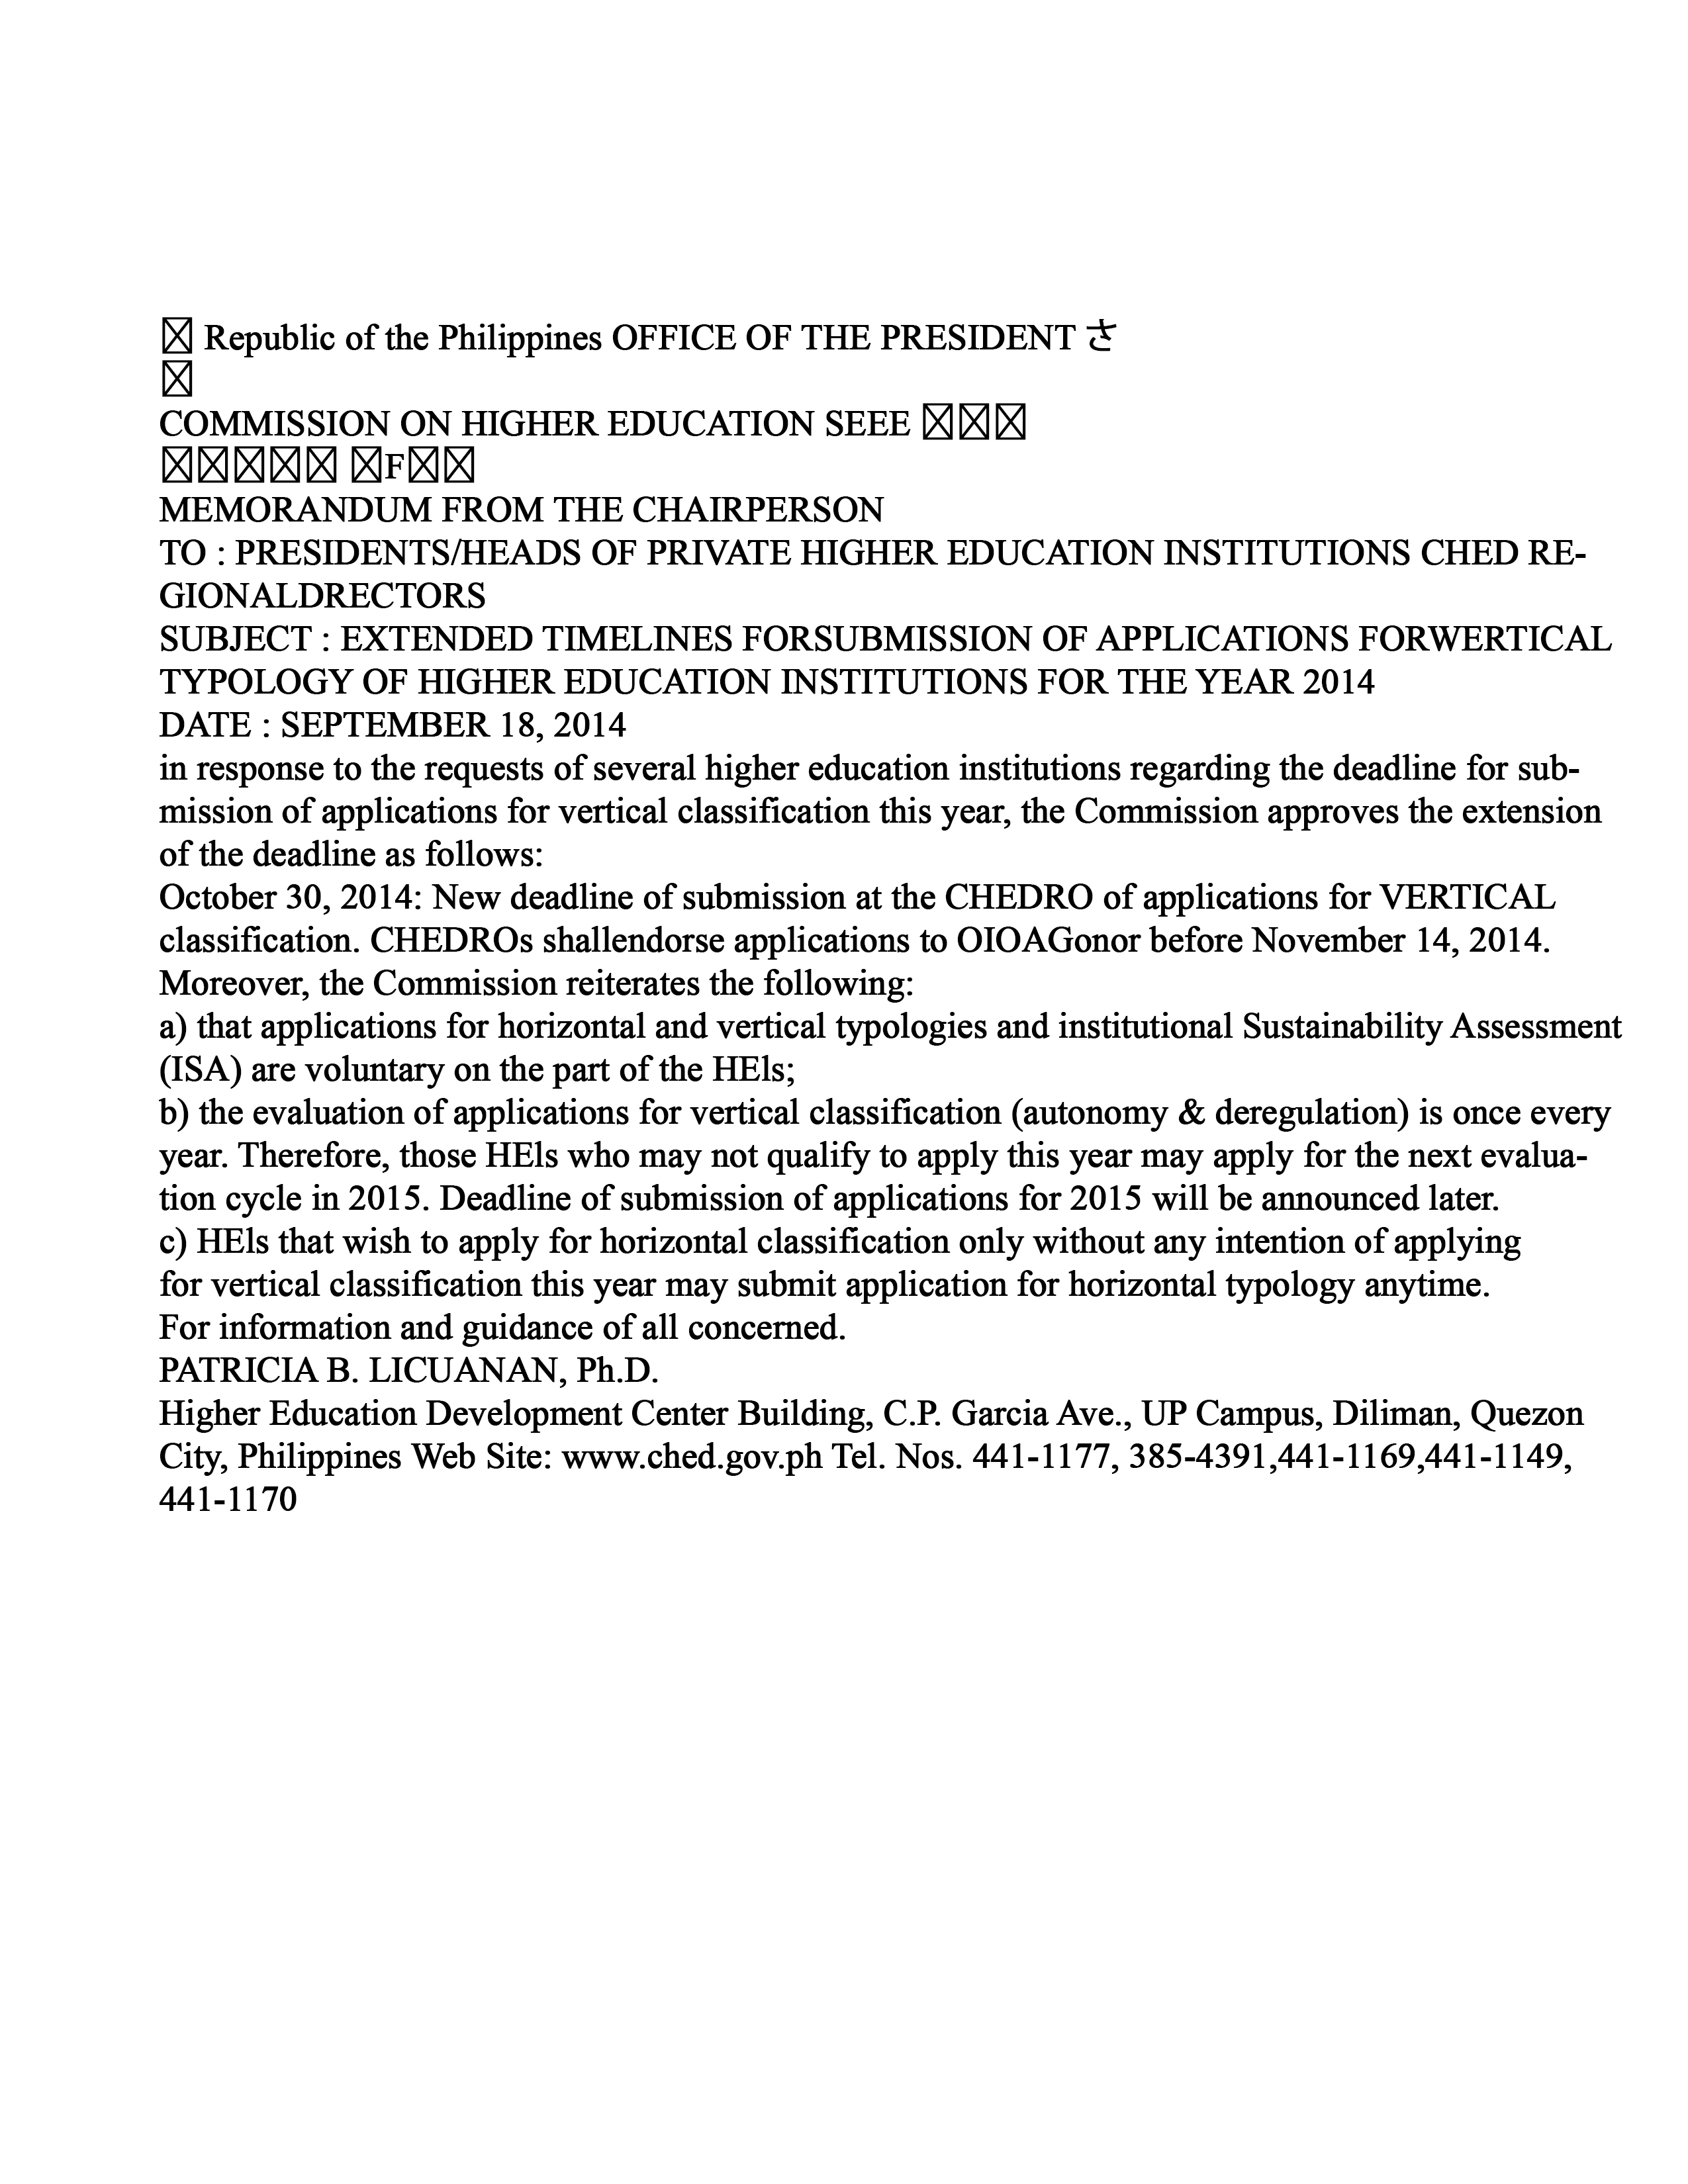 Republic of the Philippines OFFICE OF THE PRESIDENT さ
COMMISSION ON HIGHER EDUCATION SEEE
F
MEMORANDUM FROM THE CHAIRPERSON
TO : PRESIDENTS/HEADS OF PRIVATE HIGHER EDUCATION INSTITUTIONS CHED RE-
GIONALDRECTORS
SUBJECT : EXTENDED TIMELINES FORSUBMISSION OF APPLICATIONS FORWERTICAL
TYPOLOGY OF HIGHER EDUCATION INSTITUTIONS FOR THE YEAR 2014
DATE : SEPTEMBER 18, 2014
in response to the requests of several higher education institutions regarding the deadline for sub-
mission of applications for vertical classification this year, the Commission approves the extension
of the deadline as follows:
October 30, 2014: New deadline of submission at the CHEDRO of applications for VERTICAL
classification. CHEDROs shallendorse applications to OIOAGonor before November 14, 2014.
Moreover, the Commission reiterates the following:
a) that applications for horizontal and vertical typologies and institutional Sustainability Assessment
(ISA) are voluntary on the part of the HEls;
b) the evaluation of applications for vertical classification (autonomy & deregulation) is once every
year. Therefore, those HEls who may not qualify to apply this year may apply for the next evalua-
tion cycle in 2015. Deadline of submission of applications for 2015 will be announced later.
c) HEls that wish to apply for horizontal classification only without any intention of applying
for vertical classification this year may submit application for horizontal typology anytime.
For information and guidance of all concerned.
PATRICIA B. LICUANAN, Ph.D.
Higher Education Development Center Building, C.P. Garcia Ave., UP Campus, Diliman, Quezon
City, Philippines Web Site: www.ched.gov.ph Tel. Nos. 441-1177, 385-4391,441-1169,441-1149,
441-1170